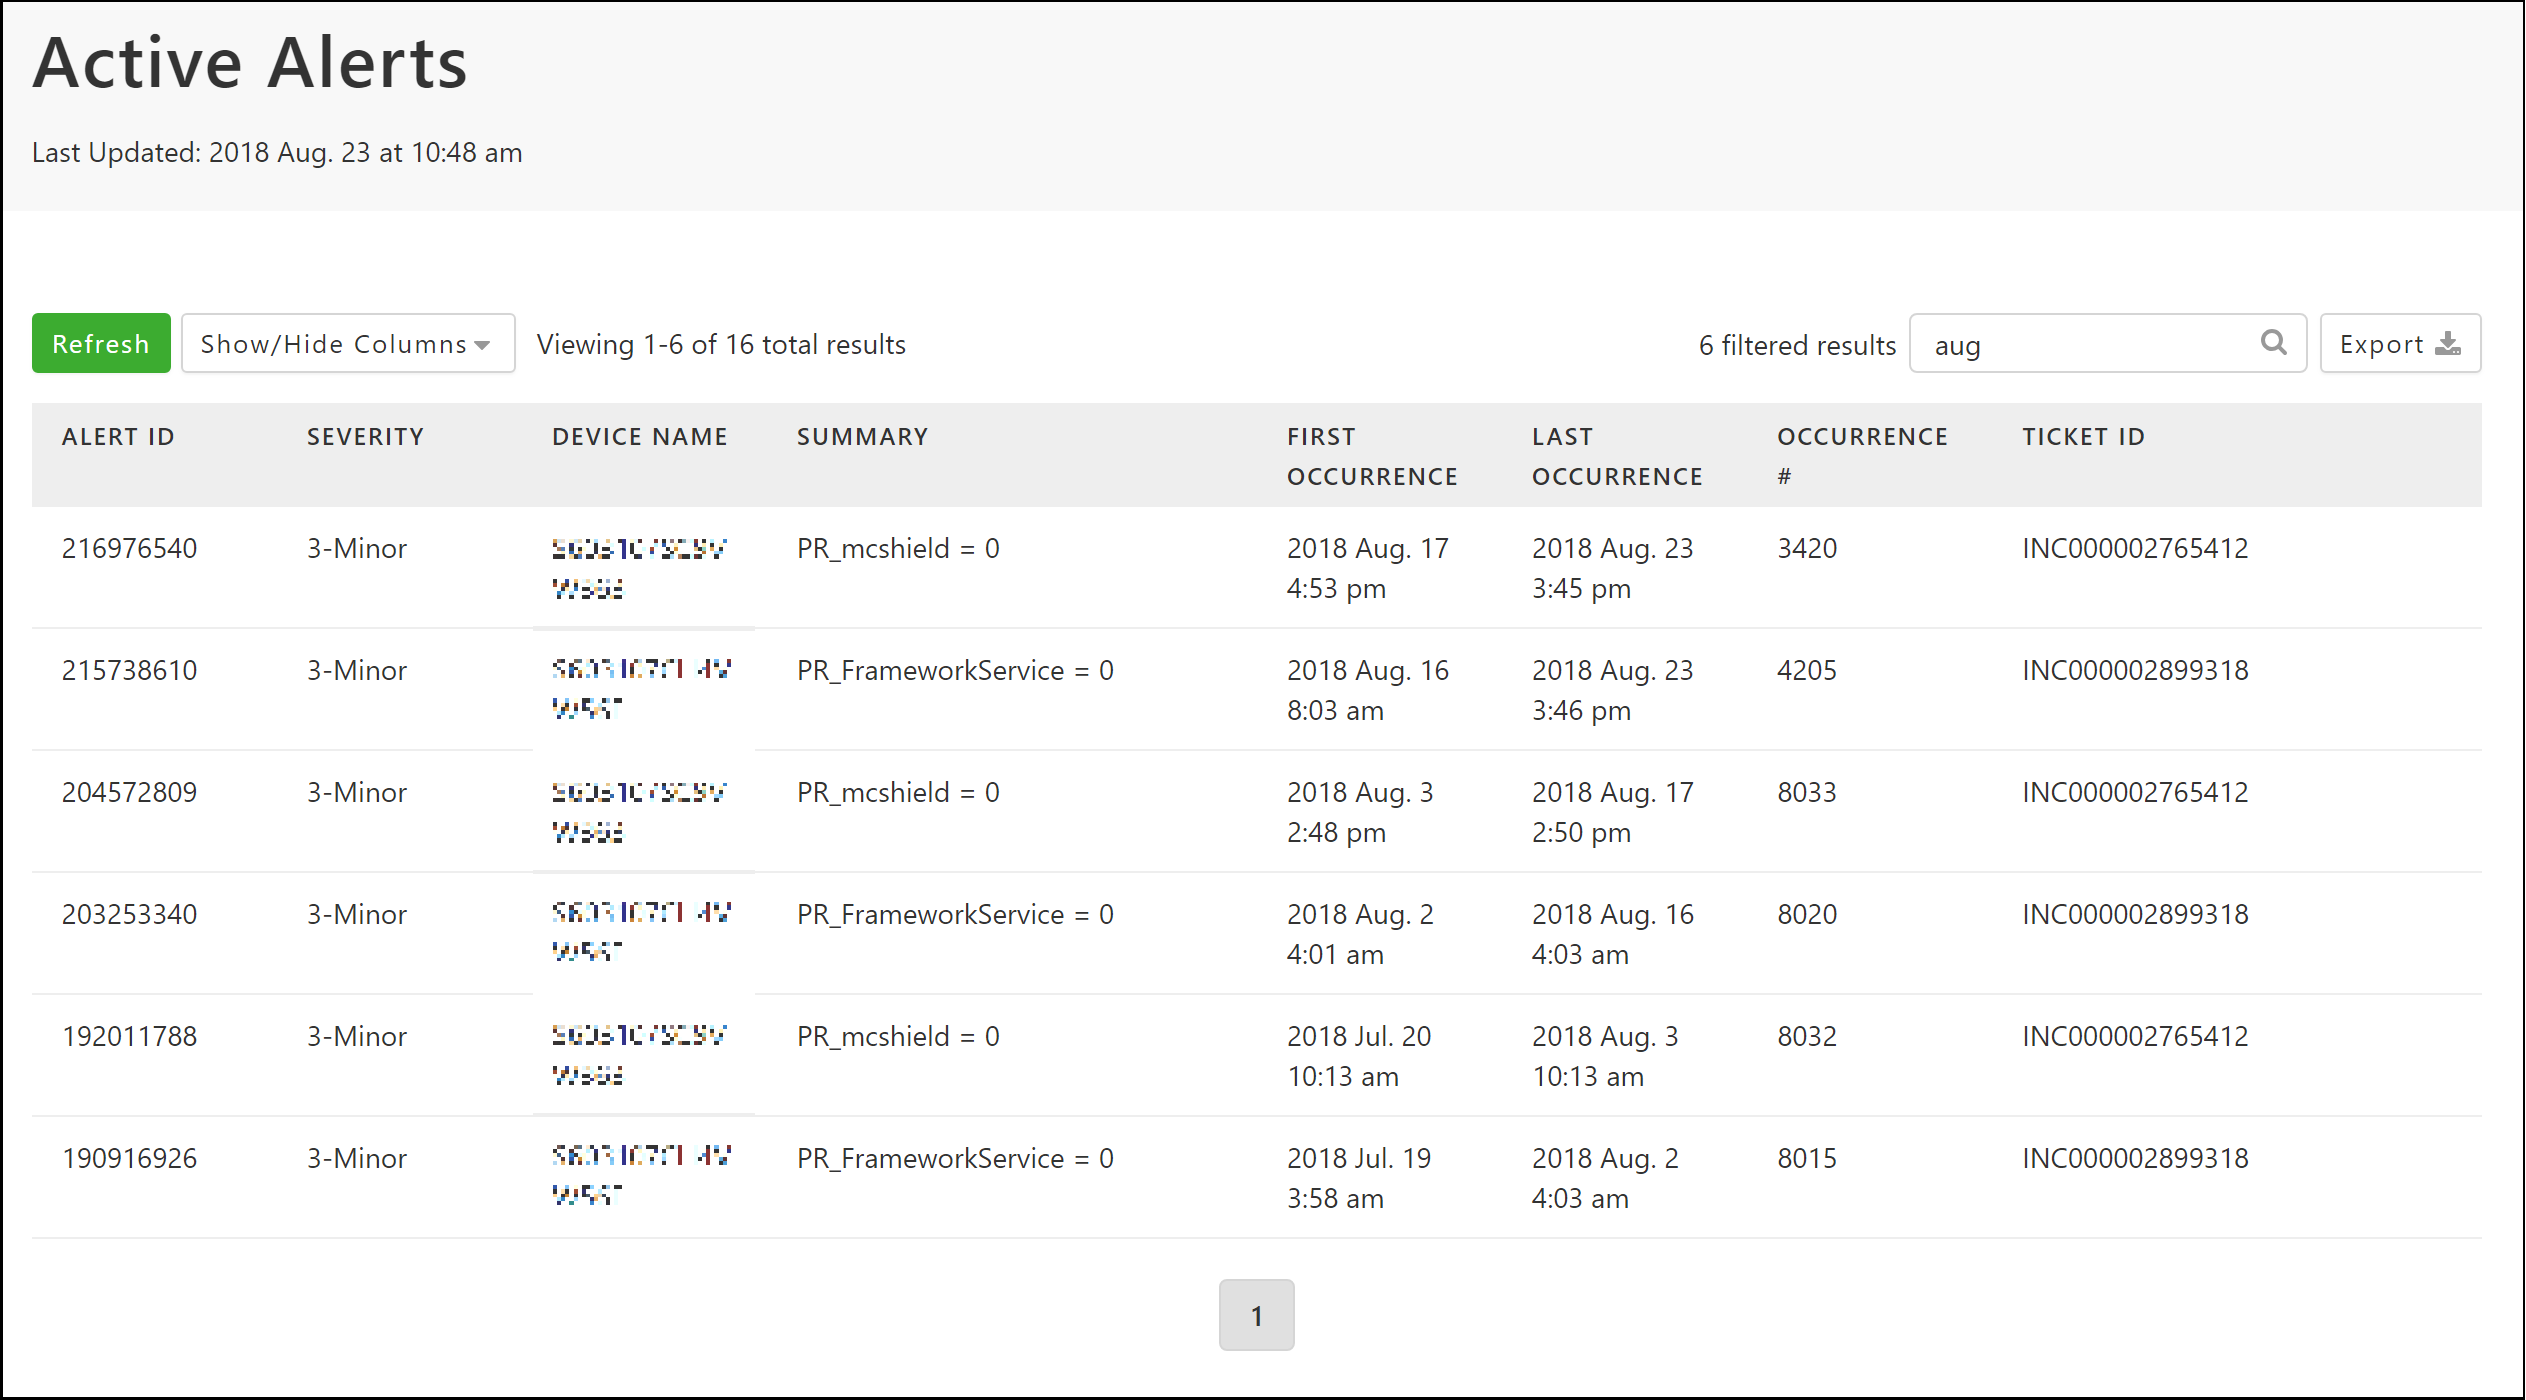 Active Alerts
Last Updated: 2018 Aug. 23 at 10:48 am
Refresh Show/Hide Columns Viewing 1-6 of 16 total results 6 filtered results aug Export
ALERT ID SEVERITY DEVICE NAME SUMMARY FIRST LAST OCCURRENCE TICKET ID
OCCURRENCE OCCURRENCE #
216976540 3-Minor PR_mcshield = 0 2018 Aug. 17 2018 Aug. 23 3420 INC000002765412
4:53 pm 3:45 pm
215738610 3-Minor PR_FrameworkService = 0 2018 Aug. 16 2018 Aug. 23 4205 INC000002899318
8:03 am 3:46 pm
204572809 3-Minor PR_mcshield = 0 2018 Aug. 3 2018 Aug. 17 8033 INC000002765412
2:48 pm 2:50 pm
203253340 3-Minor PR_FrameworkService = 0 2018 Aug. 2 2018 Aug. 16 8020 INC000002899318
4:01 am 4:03 am
192011788 3-Minor PR_mcshield = 0 2018 Jul. 20 2018 Aug. 3 8032 INC000002765412
10:13 am 10:13 am
190916926 3-Minor PR_FrameworkService = 0 2018 Jul. 19 2018 Aug. 2 8015 INC000002899318
3:58 am 4:03 am
1